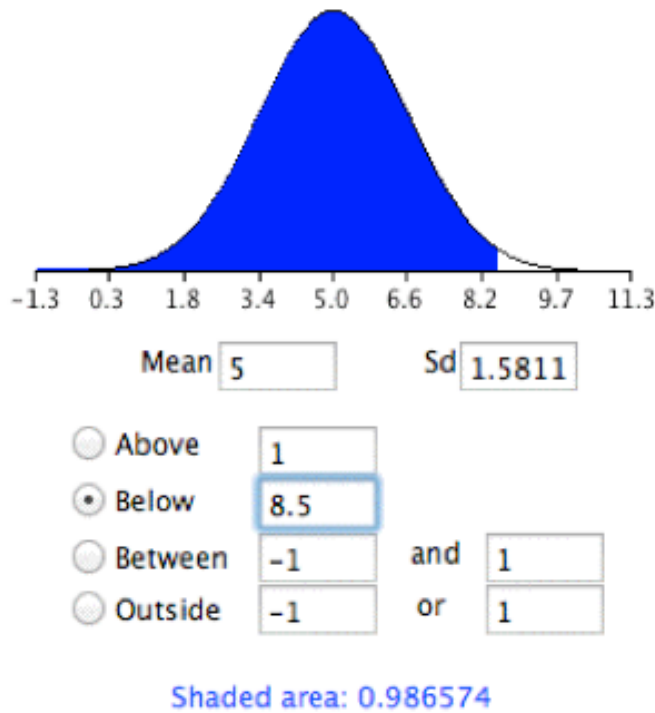 -1.3 0.3 1.8 3.4 5.0 6.6 8.2 9.7 11.3
Mean 5 Sd 1.5811
Above 1
Below 8.5
Between -1 and 1
Outside -1 or 1
Shaded area: 0.986574